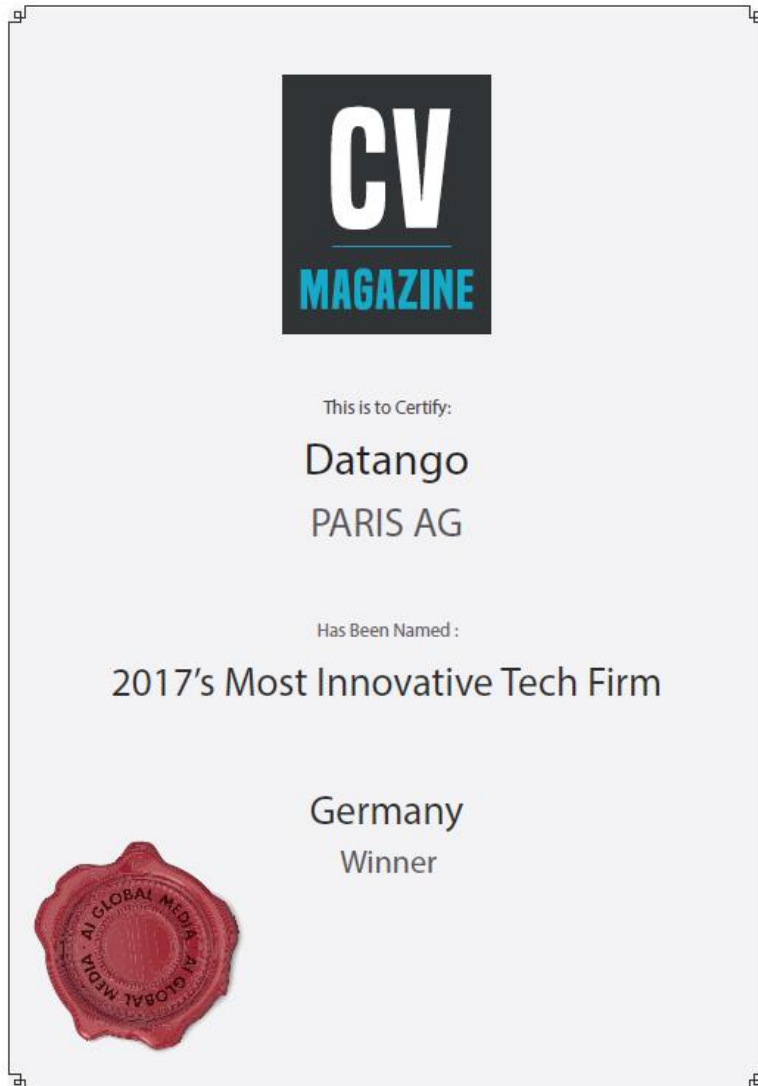 CV
MAGAZINE
This is to Certify:
Datango
PARIS AG
Has Been Named :
2017's Most Innovative Tech Firm
Germany
Winner
AI GLOBAL MEDIA · AI GLOBAL MEDIA ·